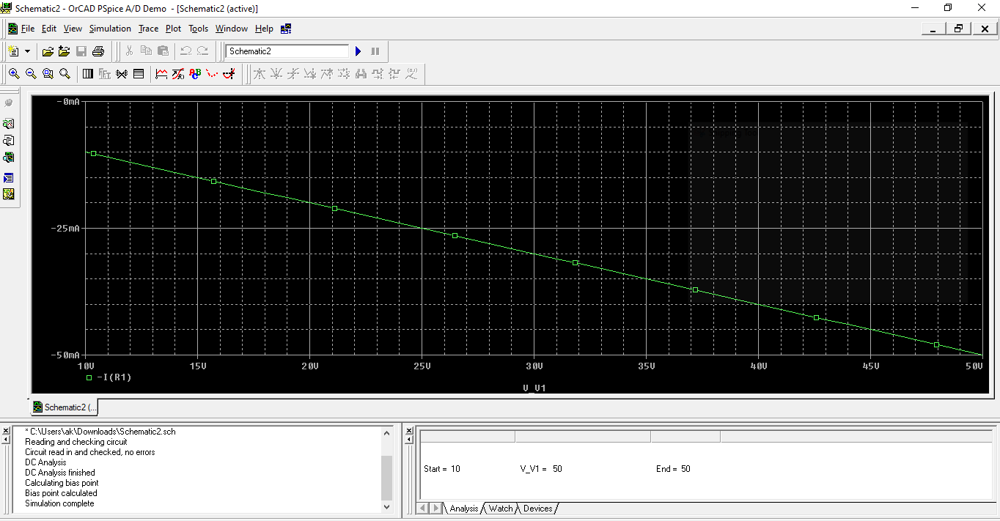 Schematic2 - OrCAD PSpice A/D Demo - [Schematic2 (active)]
File Edit View Simulation Trace Plot Tools Window Help
Schematic2
-0mA
-25mA
-50mA
10V 15V 20V 25V 30V 35V 40V 45V 50V
-I(R1)
V_V1
Schematic2 (...
* C:\Users\ak\Downloads\Schematic2.sch
Reading and checking circuit
Circuit read in and checked, no errors
DC Analysis
DC Analysis finished
Calculating bias point
Bias point calculated
Simulation complete
Start = 10 V_V1 = 50 End = 50
Analysis Watch Devices